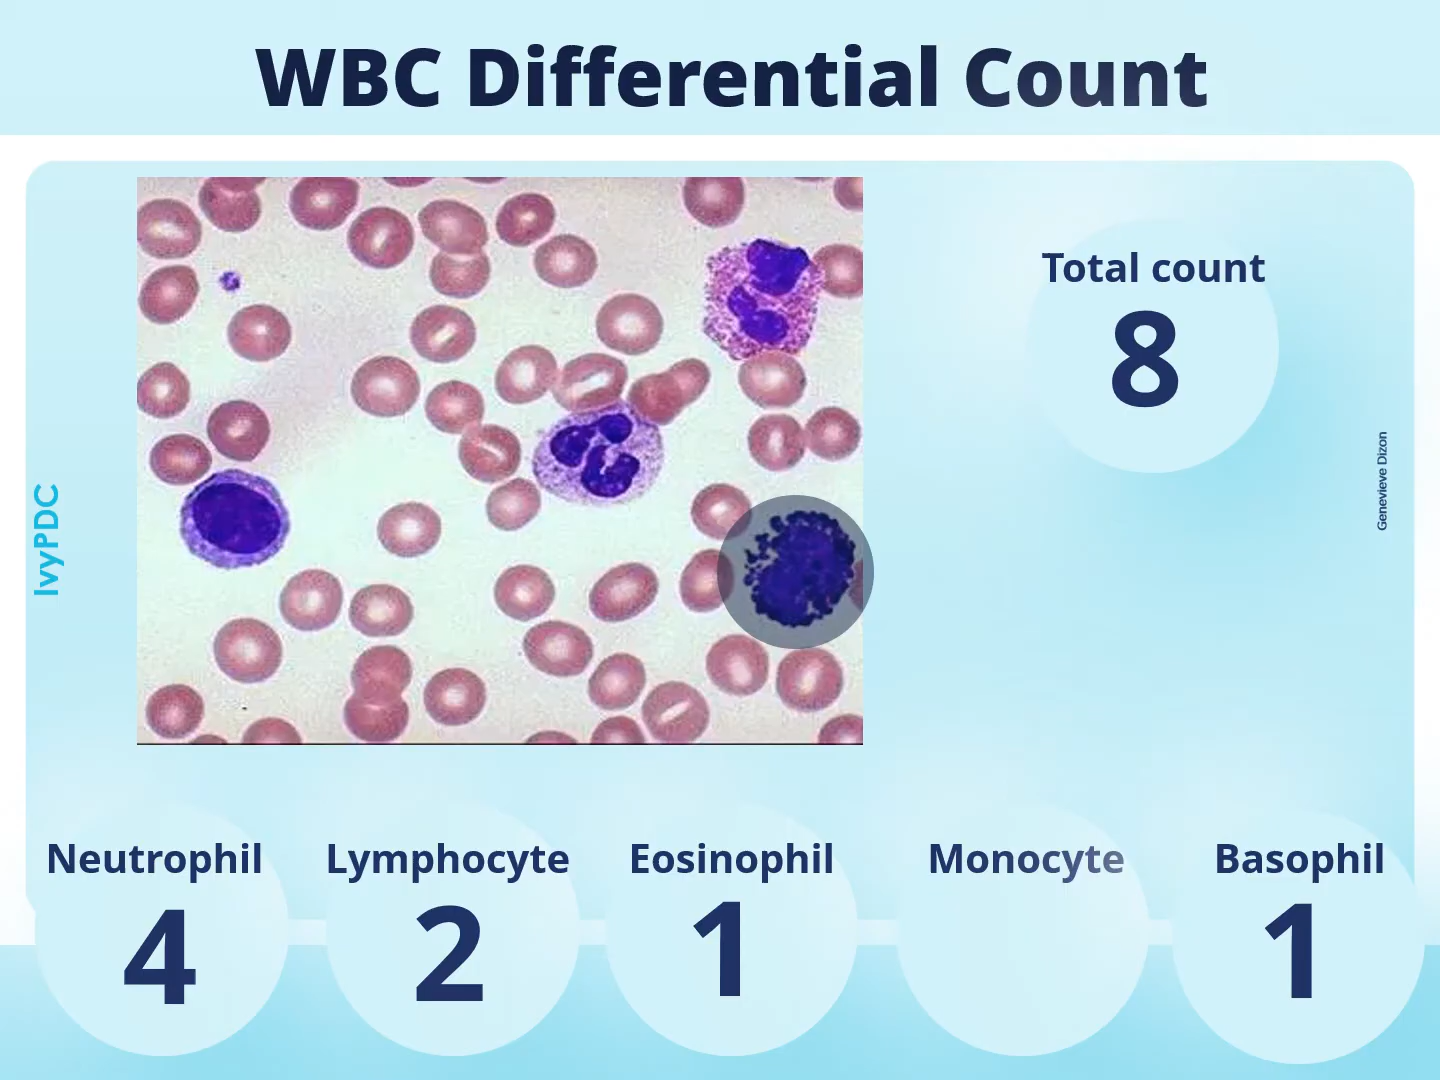 WBC Differential Count
Total count
8
IvyPDC
Genevieve Dizon
Neutrophil
4
Lymphocyte
2
Eosinophil
1
Monocyte
Basophil
1